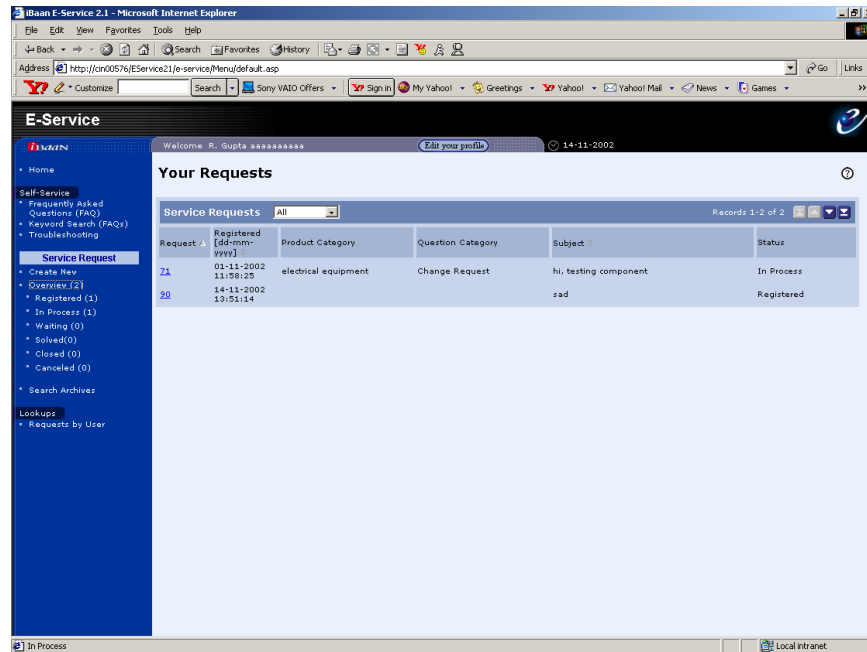 iBaan E-Service 2.1 - Microsoft Internet Explorer
File Edit View Favorites Tools Help
Back Search Favorites History
Address http://cin00576/EService21/e-service/Menu/default.asp Go Links
Y? Customize Search Sony VAIO Offers Sign in My Yahoo! Greetings Yahoo! Yahoo! Mail News Games »
E-Service
iBaan Welcome R. Gupta aaaaaaaaaa Edit your profile 14-11-2002
Home
Your Requests
Self-Service
Frequently Asked
Questions (FAQ)
Keyword Search (FAQs)
Troubleshooting
Service Request
Create New
Overview (2)
Registered (1)
In Process (1)
Waiting (0)
Solved(0)
Closed (0)
Canceled (0)
Search Archives
Lookups
Requests by User
Service Requests All Records 1-2 of 2
Request Registered [dd-mm-yyyy] Product Category Question Category Subject Status
71 01-11-2002 11:58:25 electrical equipment Change Request hi, testing component In Process
90 14-11-2002 13:51:14 sad Registered
In Process Local intranet